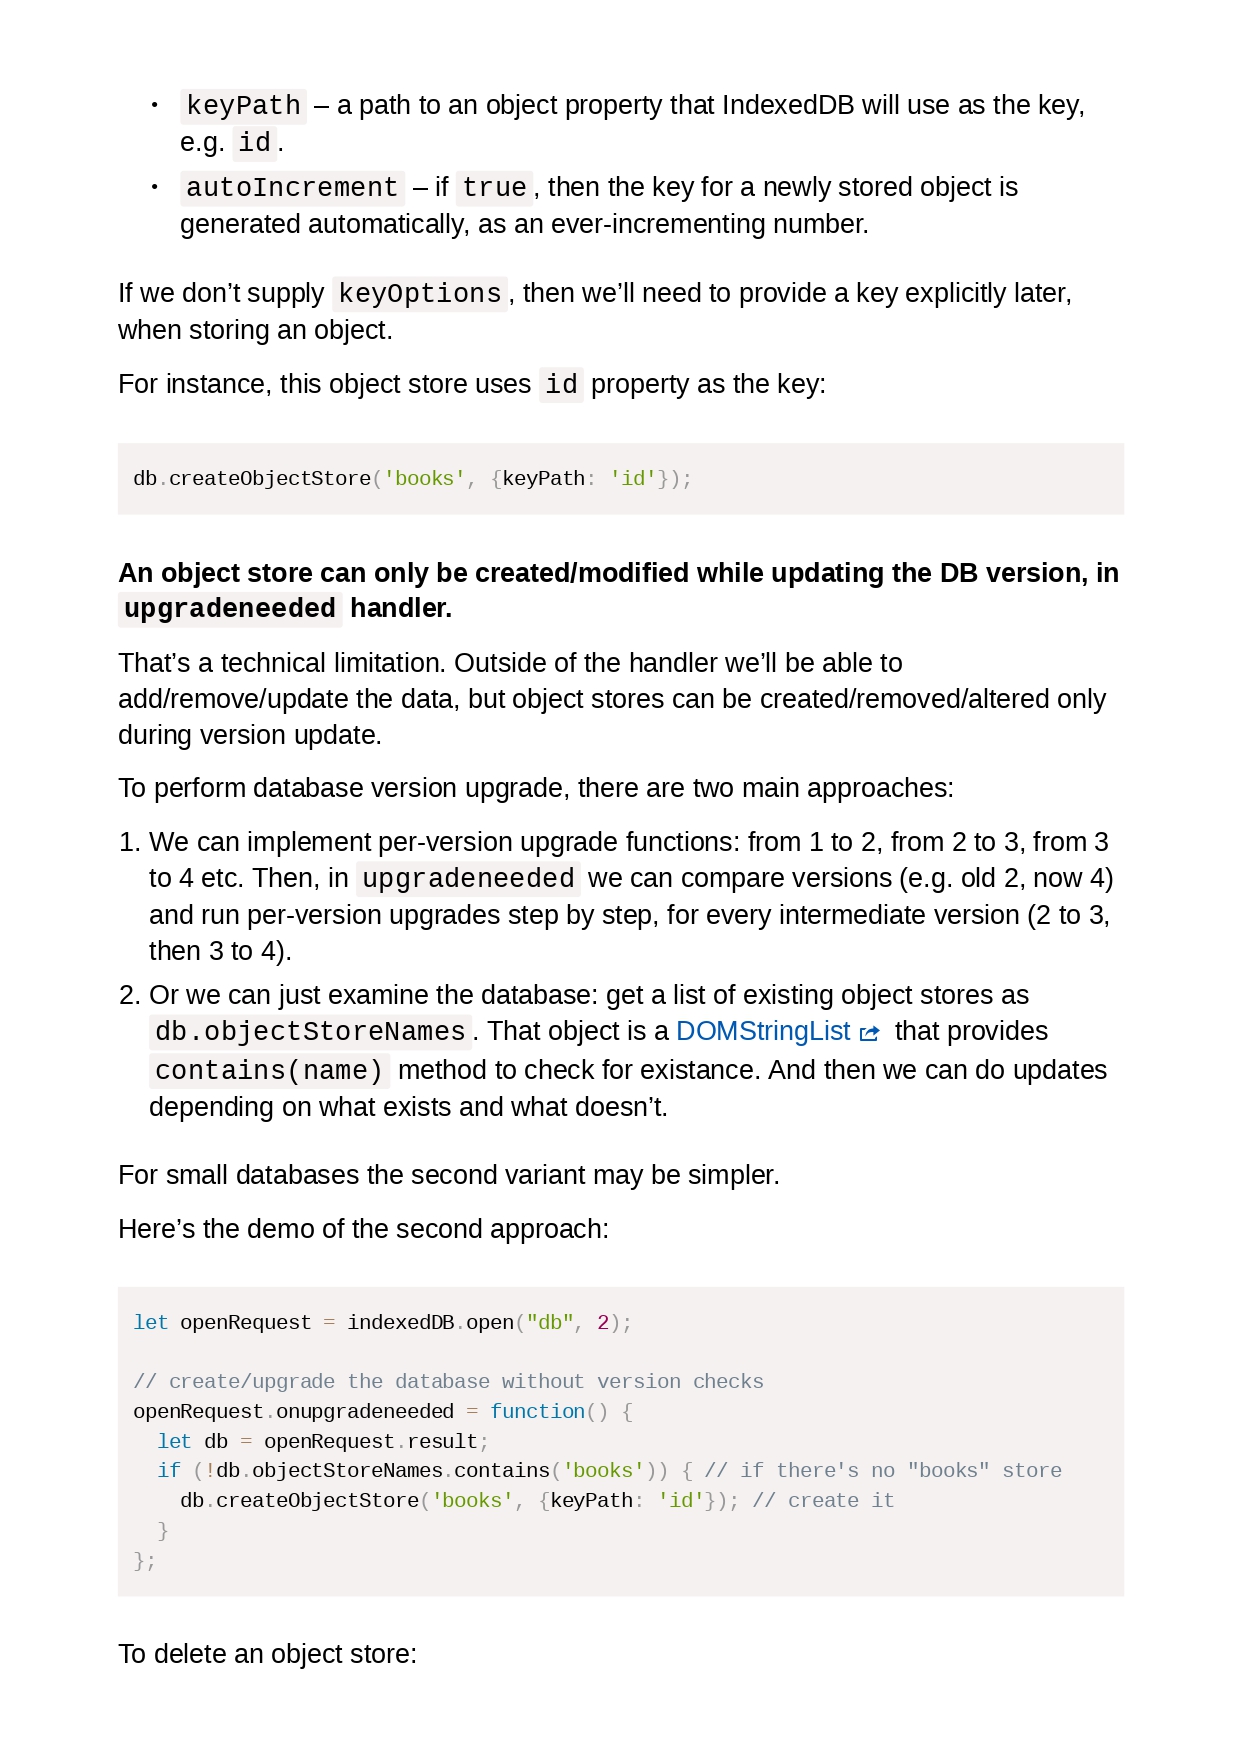 • keyPath – a path to an object property that IndexedDB will use as the key,
e.g. id.
• autoIncrement – if true, then the key for a newly stored object is
generated automatically, as an ever-incrementing number.
If we don’t supply keyOptions, then we’ll need to provide a key explicitly later,
when storing an object.
For instance, this object store uses id property as the key:
db.createObjectStore('books', {keyPath: 'id'});
An object store can only be created/modified while updating the DB version, in
upgradeneeded handler.
That’s a technical limitation. Outside of the handler we’ll be able to
add/remove/update the data, but object stores can be created/removed/altered only
during version update.
To perform database version upgrade, there are two main approaches:
1. We can implement per-version upgrade functions: from 1 to 2, from 2 to 3, from 3
to 4 etc. Then, in upgradeneeded we can compare versions (e.g. old 2, now 4)
and run per-version upgrades step by step, for every intermediate version (2 to 3,
then 3 to 4).
2. Or we can just examine the database: get a list of existing object stores as
db.objectStoreNames. That object is a DOMStringList that provides
contains(name) method to check for existance. And then we can do updates
depending on what exists and what doesn’t.
For small databases the second variant may be simpler.
Here’s the demo of the second approach:
let openRequest = indexedDB.open("db", 2);
// create/upgrade the database without version checks
openRequest.onupgradeneeded = function() {
  let db = openRequest.result;
  if (!db.objectStoreNames.contains('books')) { // if there's no "books" store
    db.createObjectStore('books', {keyPath: 'id'}); // create it
  }
};
To delete an object store: